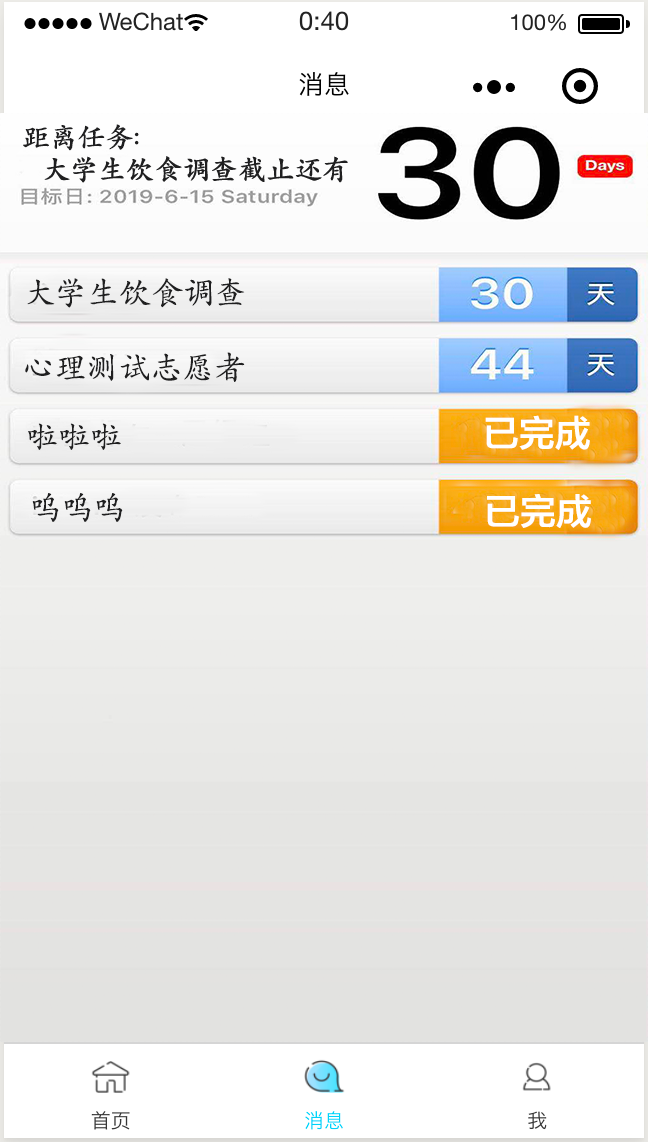 WeChat 0:40 100%
消息
距离任务:
大学生饮食调查截止还有
目标日: 2019-6-15 Saturday
30 Days
大学生饮食调查 30 天
心理测试志愿者 44 天
啦啦啦 已完成
呜呜呜 已完成
首页 消息 我